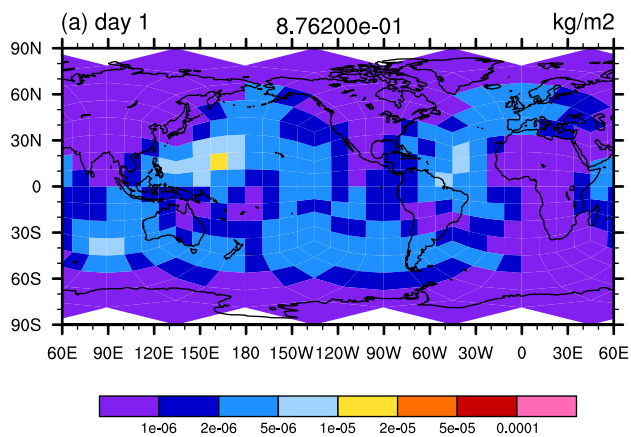 (a) day 1 8.76200e-01 kg/m2
90N
60N
30N
0
30S
60S
90S
60E 90E 120E 150E 180 150W 120W 90W 60W 30W 0 30E 60E
1e-06 2e-06 5e-06 1e-05 2e-05 5e-05 0.0001